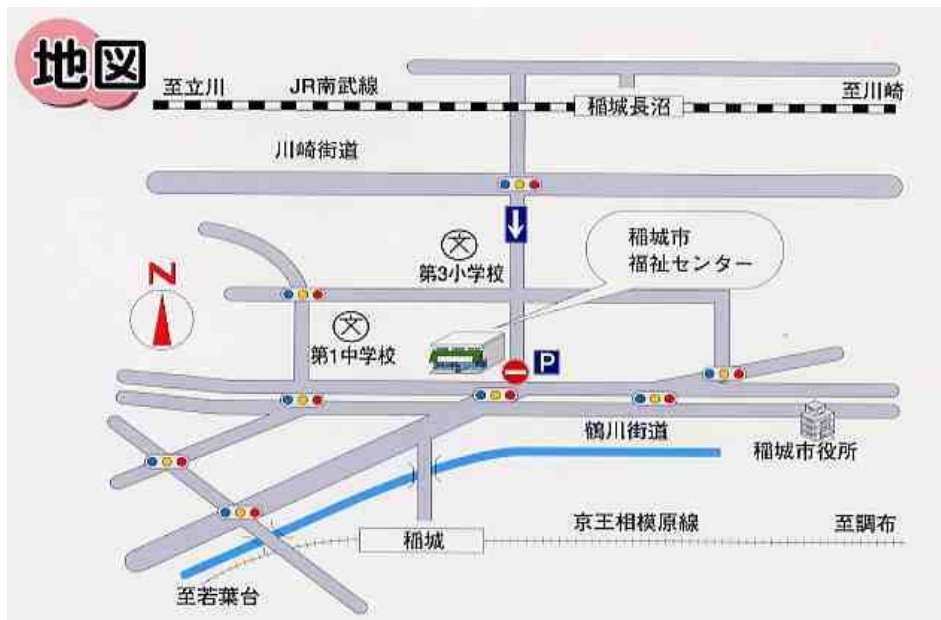 地図
至立川
JR南武線
至川崎
稲城長沼
川崎街道
稲城市
福祉センター
文
第3小学校
N
文
第1中学校
P
鶴川街道
稲城市役所
京王相模原線
至調布
稲城
至若葉台